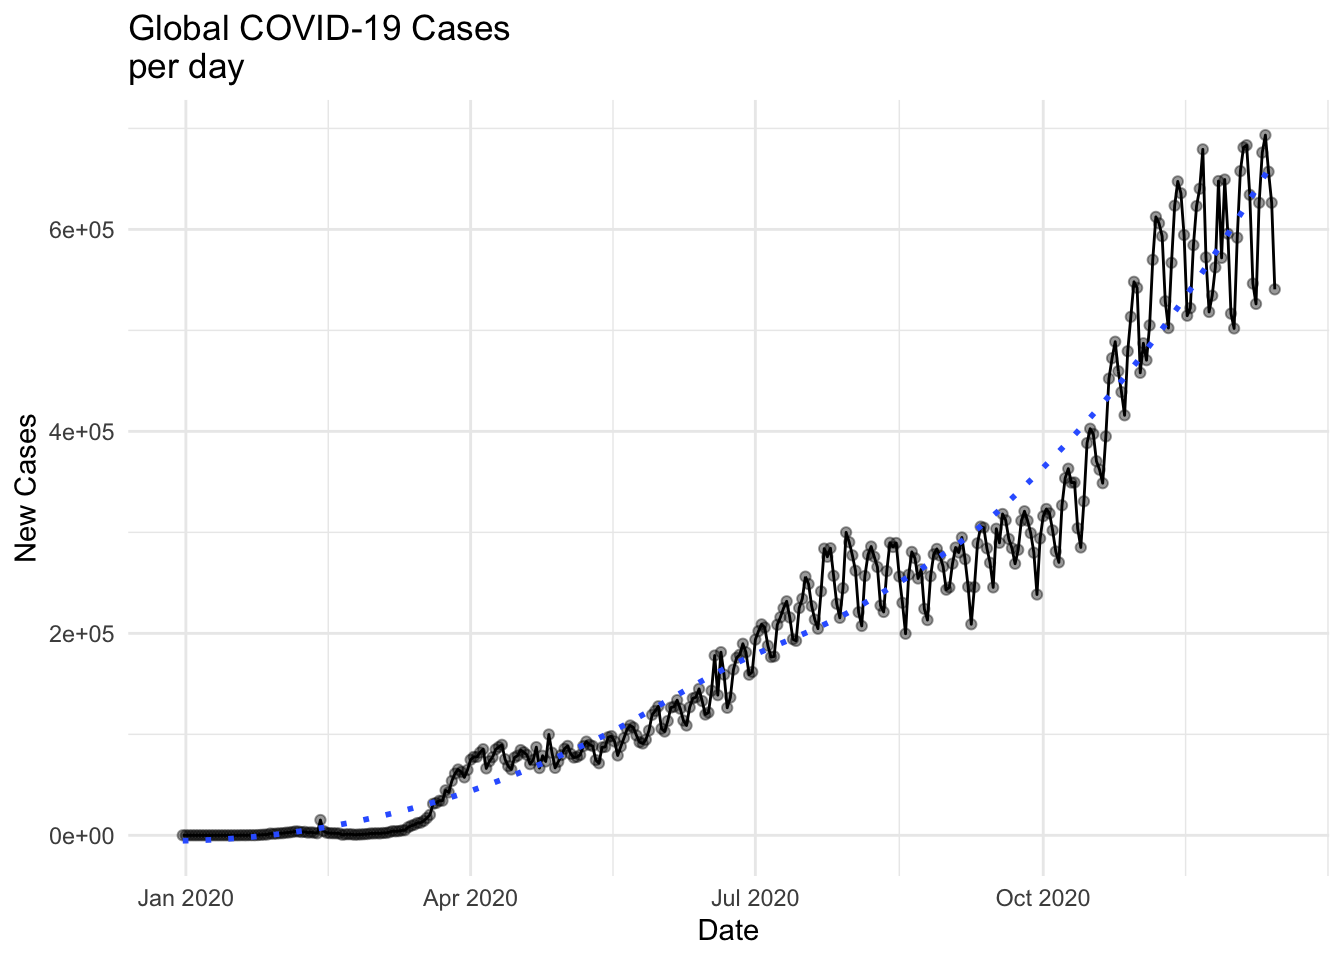 Global COVID-19 Cases
per day
New Cases
6e+05
4e+05
2e+05
0e+00
Jan 2020
Apr 2020
Jul 2020
Oct 2020
Date